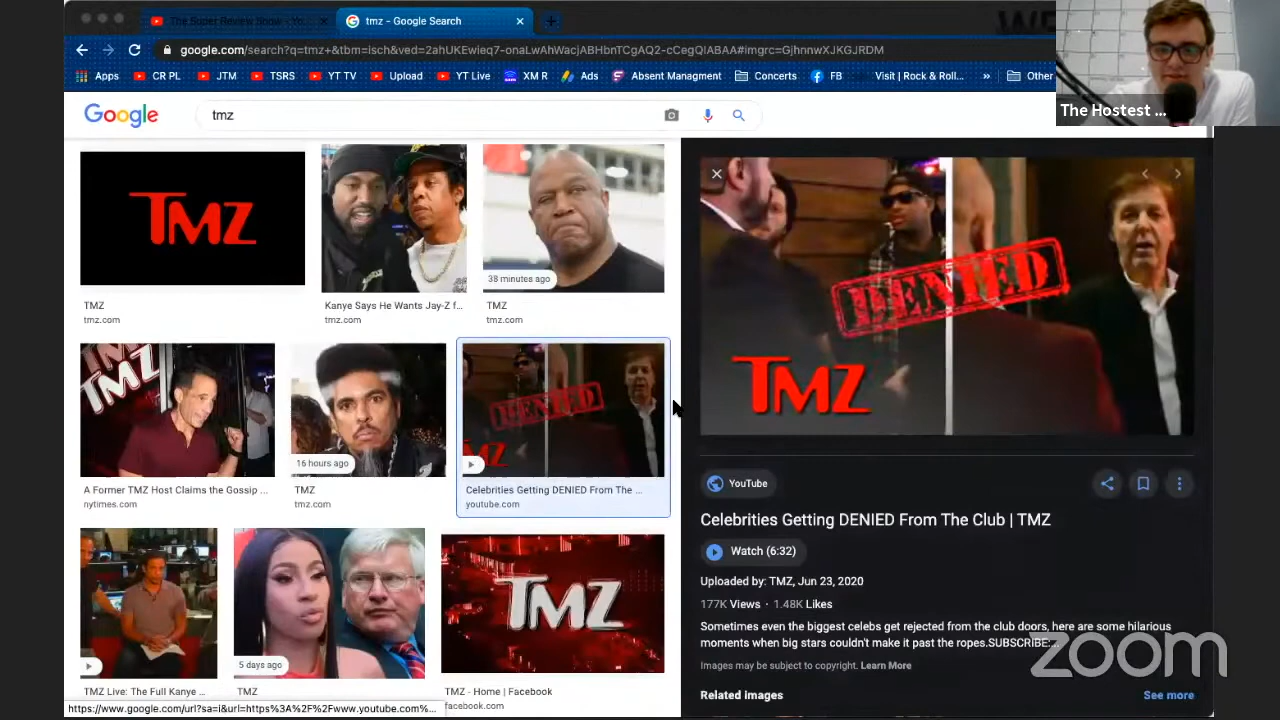 The Super Review Show - Yo...
tmz - Google Search
google.com/search?q=tmz+&tbm=isch&ved=2ahUKEwieq7-onaLwAhWacjABHbnTCgAQ2-cCegQIABAA#imgrc=GjhnnwXJKGJRDM
Apps
CR PL
JTM
TSRS
YT TV
Upload
YT Live
XM R
Ads
Absent Managment
Concerts
FB
Visit | Rock & Roll...
»
Other
The Hostest ...
Google
tmz
TMZ
38 minutes ago
TMZ
tmz.com
Kanye Says He Wants Jay-Z f...
tmz.com
TMZ
tmz.com
TMZ
TMZ
16 hours ago
DENIED
A Former TMZ Host Claims the Gossip ...
nytimes.com
TMZ
tmz.com
Celebrities Getting DENIED From The ...
youtube.com
5 days ago
TMZ
TMZ Live: The Full Kanye ...
TMZ
TMZ - Home | Facebook
facebook.com
https://www.google.com/url?sa=i&url=https%3A%2F%2Fwww.youtube.com%...
DENIED
TMZ
YouTube
Celebrities Getting DENIED From The Club | TMZ
Watch (6:32)
Uploaded by: TMZ, Jun 23, 2020
177K Views · 1.48K Likes
Sometimes even the biggest celebs get rejected from the club doors, here are some hilarious
moments when big stars couldn't make it past the ropes.SUBSCRIBE:...
Images may be subject to copyright. Learn More
Related images
See more
zoom